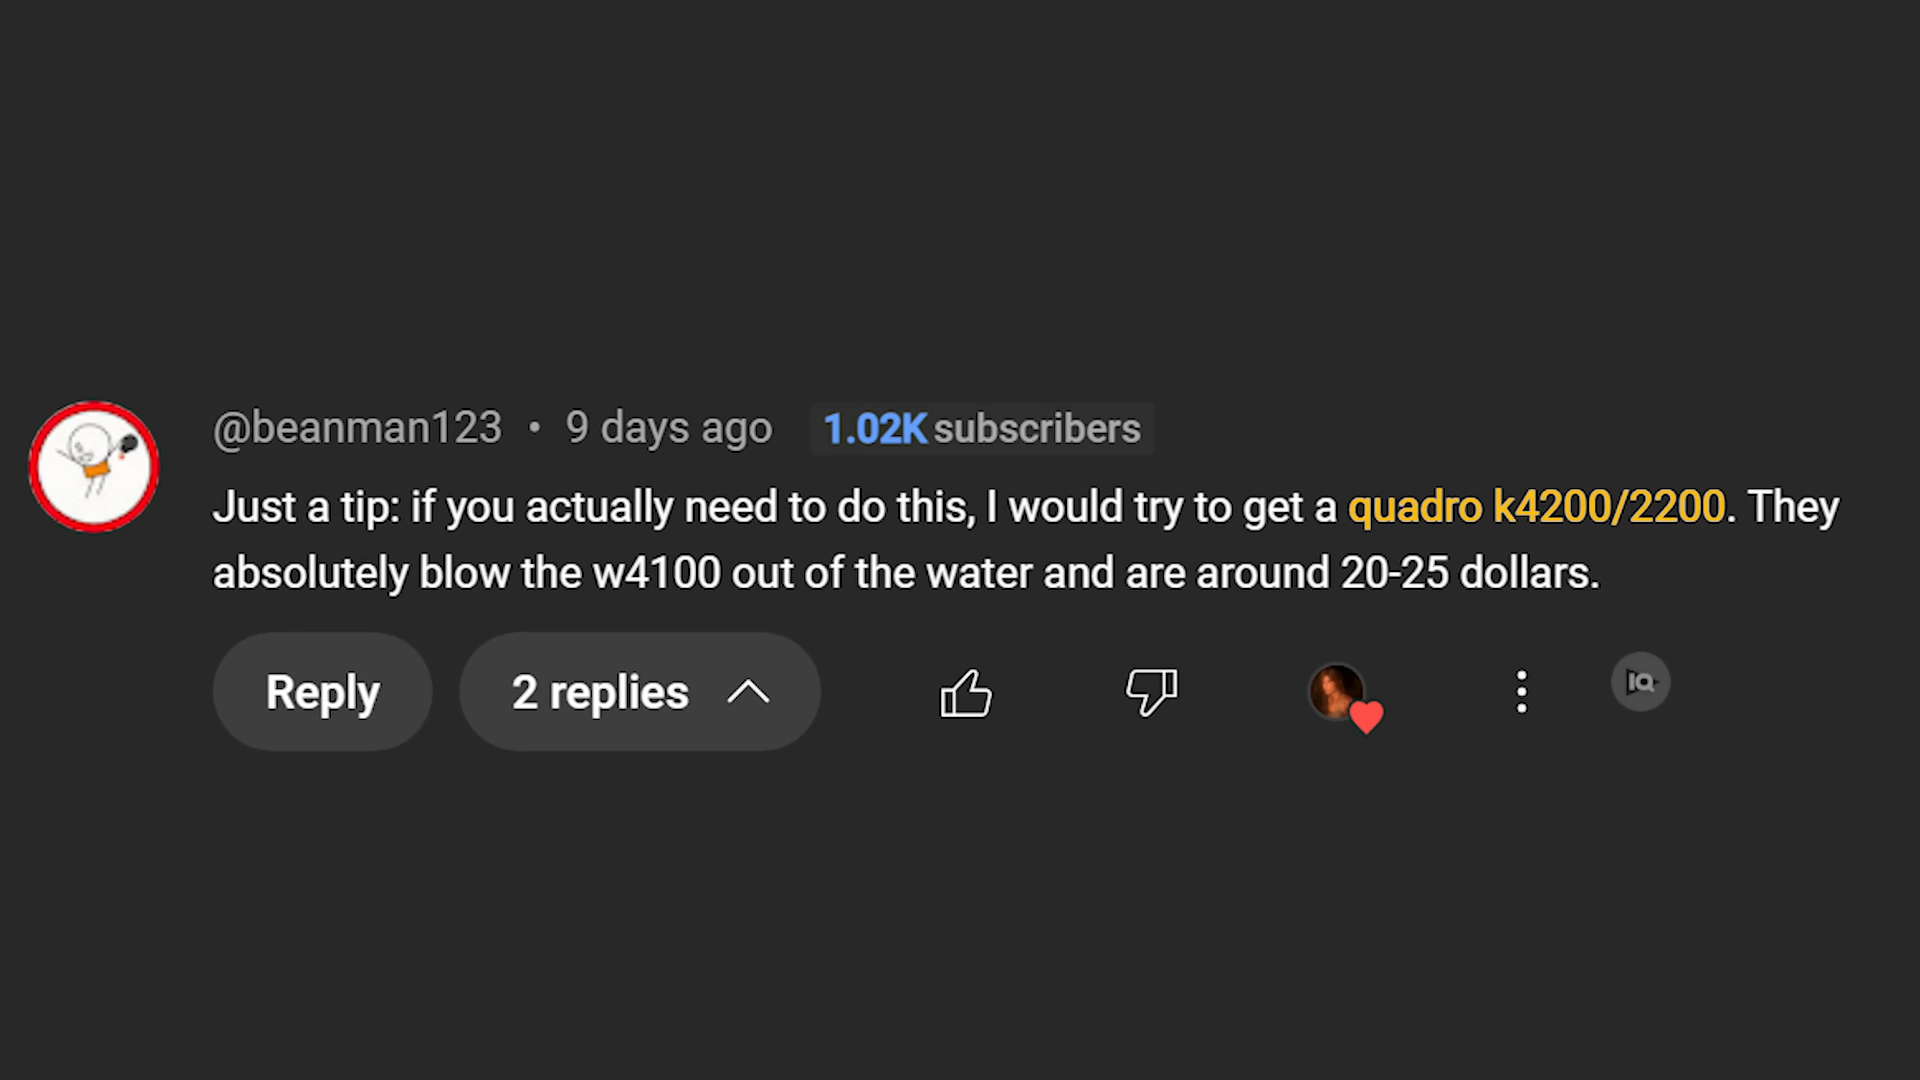 @beanman123 • 9 days ago 1.02K subscribers
Just a tip: if you actually need to do this, I would try to get a quadro k4200/2200. They
absolutely blow the w4100 out of the water and are around 20-25 dollars.
Reply 2 replies IQ